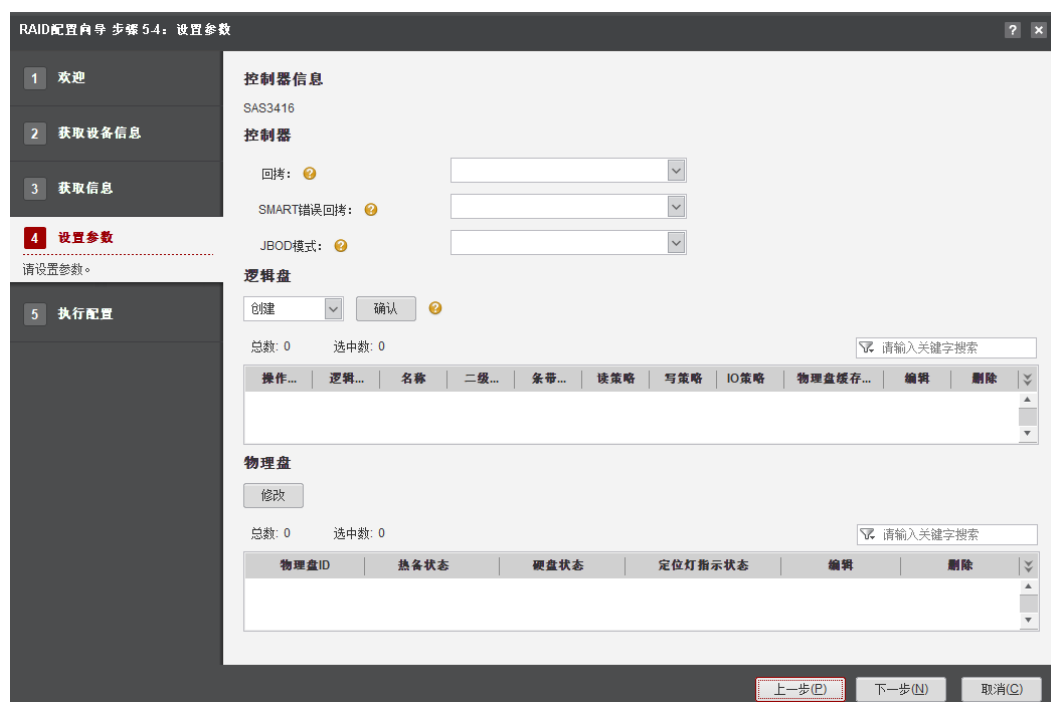 RAID配置向导 步骤 5-4：设置参数
? ×
1 欢迎
2 获取设备信息
3 获取信息
4 设置参数
请设置参数。
5 执行配置
控制器信息
SAS3416
控制器
回拷： ?
SMART错误回拷： ?
JBOD模式： ?
逻辑盘
创建 确认 ?
总数: 0 选中数: 0 请输入关键字搜索
操作... 逻辑... 名称 二级... 条带... 读策略 写策略 IO策略 物理盘缓存... 编辑 删除
物理盘
修改
总数: 0 选中数: 0 请输入关键字搜索
物理盘ID 热备状态 硬盘状态 定位灯指示状态 编辑 删除
上一步(P) 下一步(N) 取消(C)